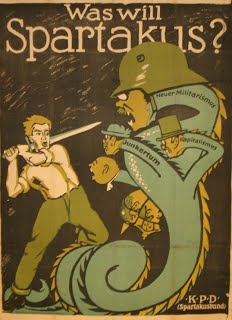 Was will
Spartakus?
Neuer Militarismus
Junkertum
Kapitalismus
K·P·D·
(Spartakusbund)